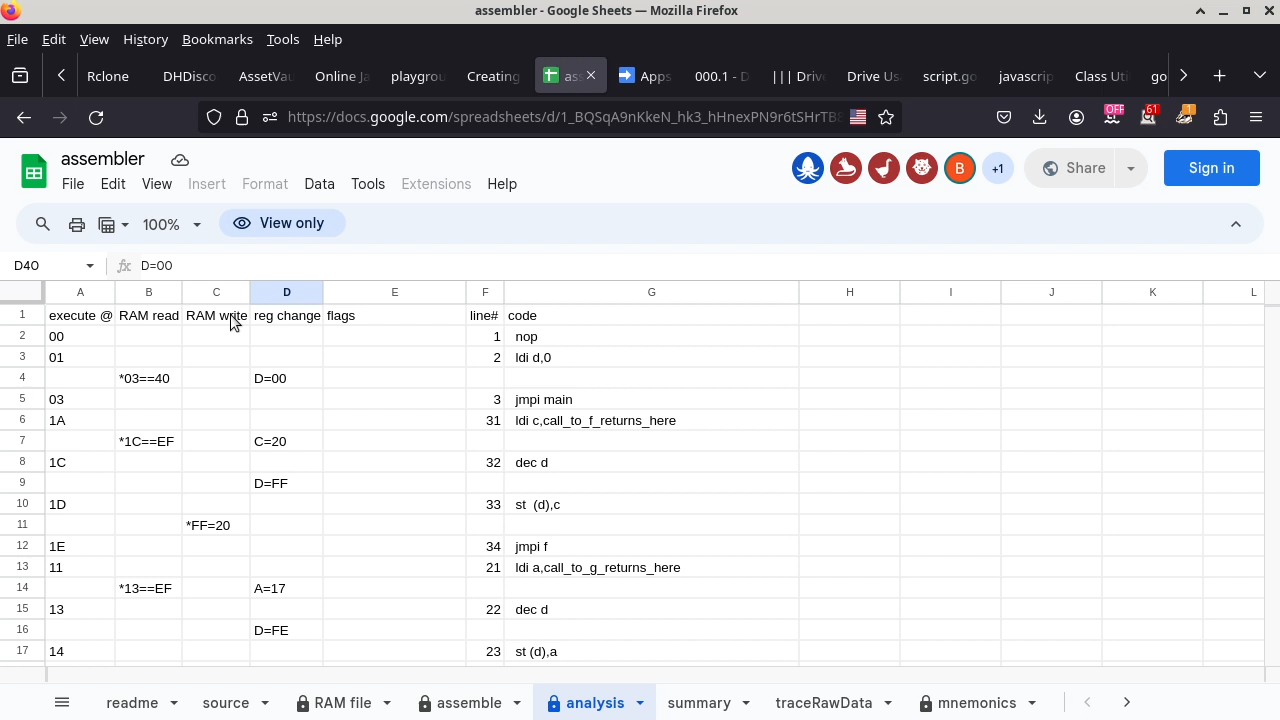 assembler - Google Sheets — Mozilla Firefox
File Edit View History Bookmarks Tools Help
Rclone DHDisco AssetVau Online Ja playgrou Creating ass Apps 000.1 - D | | | Drive Drive Us script.go javascrip Class Uti go
https://docs.google.com/spreadsheets/d/1_BQSqA9nKkeN_hk3_hHnexPN9r6tSHrTB OFF 61 1
assembler
File Edit View Insert Format Data Tools Extensions Help
B +1 Share Sign in
100% View only
D40 fx D=00
A B C D E F G H I J K L
1 execute @ RAM read RAM write reg change flags line# code
2 00 1 nop
3 01 2 ldi d,0
4 *03==40 D=00
5 03 3 jmpi main
6 1A 31 ldi c,call_to_f_returns_here
7 *1C==EF C=20
8 1C 32 dec d
9 D=FF
10 1D 33 st (d),c
11 *FF=20
12 1E 34 jmpi f
13 11 21 ldi a,call_to_g_returns_here
14 *13==EF A=17
15 13 22 dec d
16 D=FE
17 14 23 st (d),a
readme source RAM file assemble analysis summary traceRawData mnemonics